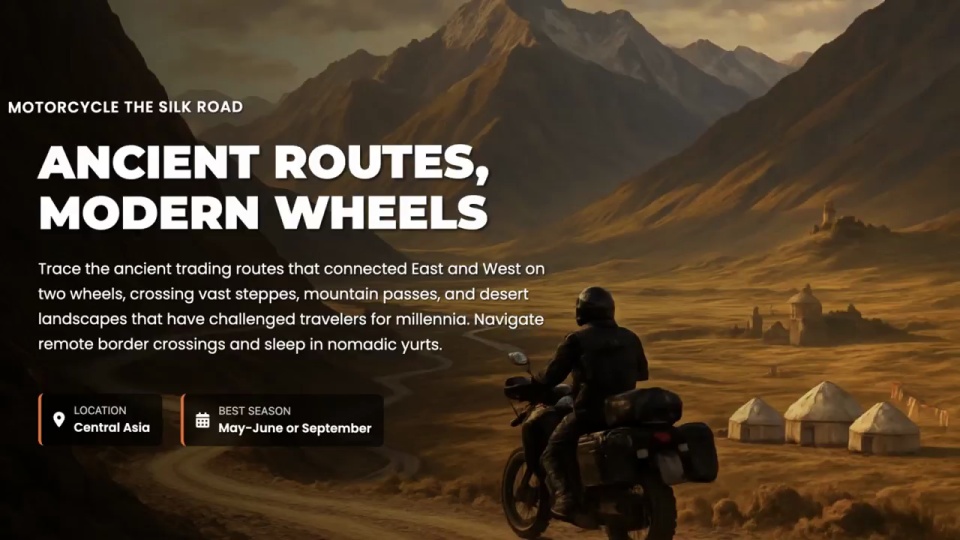 MOTORCYCLE THE SILK ROAD
ANCIENT ROUTES,
MODERN WHEELS
Trace the ancient trading routes that connected East and West on
two wheels, crossing vast steppes, mountain passes, and desert
landscapes that have challenged travelers for millennia. Navigate
remote border crossings and sleep in nomadic yurts.
LOCATION
Central Asia
BEST SEASON
May-June or September